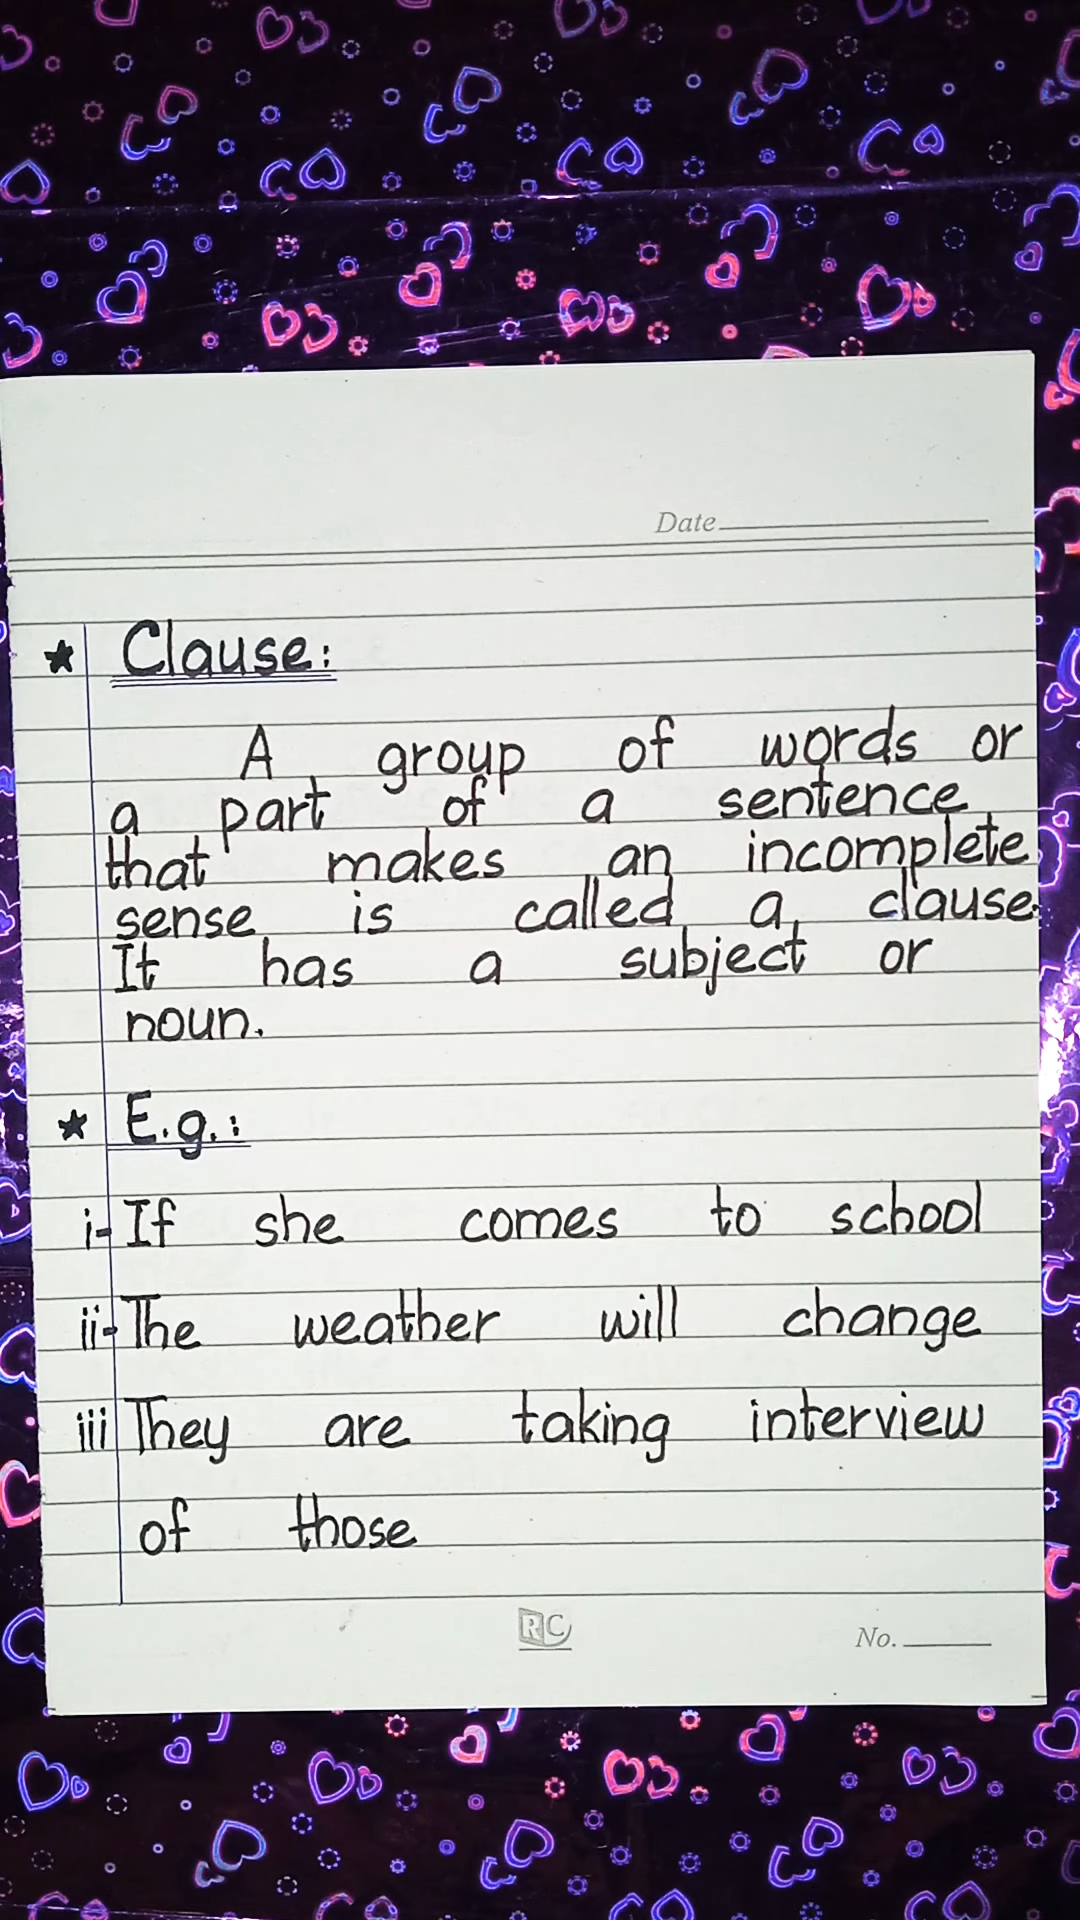 Date
★ Clause:
A group of words or
a part of a sentence
that makes an incomplete
sense is called a clause.
It has a subject or
noun.
★ E.g.:
i- If she comes to school
ii- The weather will change
iii They are taking interview
of those
RC
No.